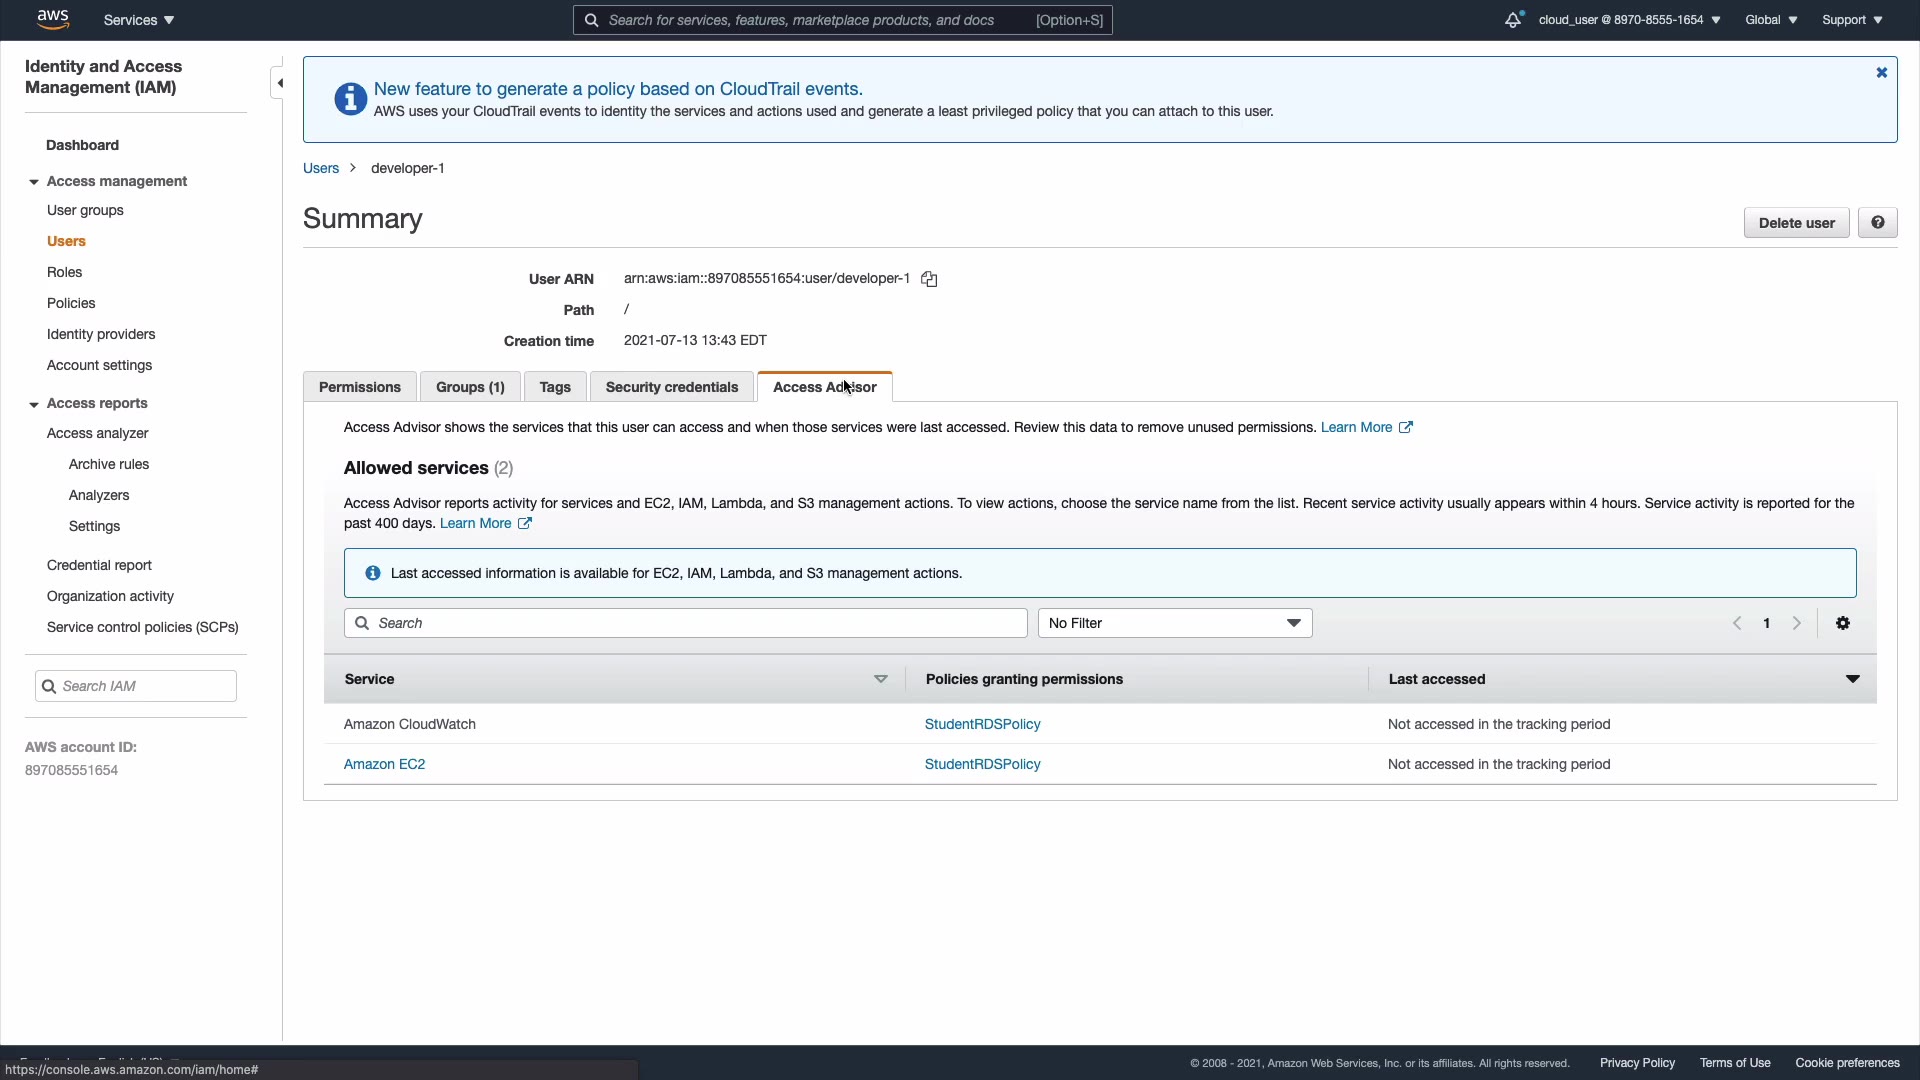 aws
Services
Search for services, features, marketplace products, and docs [Option+S]
cloud_user @ 8970-8555-1654
Global
Support
Identity and Access
Management (IAM)
Dashboard
Access management
User groups
Users
Roles
Policies
Identity providers
Account settings
Access reports
Access analyzer
Archive rules
Analyzers
Settings
Credential report
Organization activity
Service control policies (SCPs)
Search IAM
AWS account ID:
897085551654
New feature to generate a policy based on CloudTrail events.
AWS uses your CloudTrail events to identify the services and actions used and generate a least privileged policy that you can attach to this user.
Users > developer-1
Summary
Delete user
User ARN arn:aws:iam::897085551654:user/developer-1
Path /
Creation time 2021-07-13 13:43 EDT
Permissions Groups (1) Tags Security credentials Access Advisor
Access Advisor shows the services that this user can access and when those services were last accessed. Review this data to remove unused permissions. Learn More
Allowed services (2)
Access Advisor reports activity for services and EC2, IAM, Lambda, and S3 management actions. To view actions, choose the service name from the list. Recent service activity usually appears within 4 hours. Service activity is reported for the
past 400 days. Learn More
Last accessed information is available for EC2, IAM, Lambda, and S3 management actions.
Search No Filter < 1 >
Service Policies granting permissions Last accessed
Amazon CloudWatch StudentRDSPolicy Not accessed in the tracking period
Amazon EC2 StudentRDSPolicy Not accessed in the tracking period
https://console.aws.amazon.com/iam/home#
© 2008 - 2021, Amazon Web Services, Inc. or its affiliates. All rights reserved. Privacy Policy Terms of Use Cookie preferences